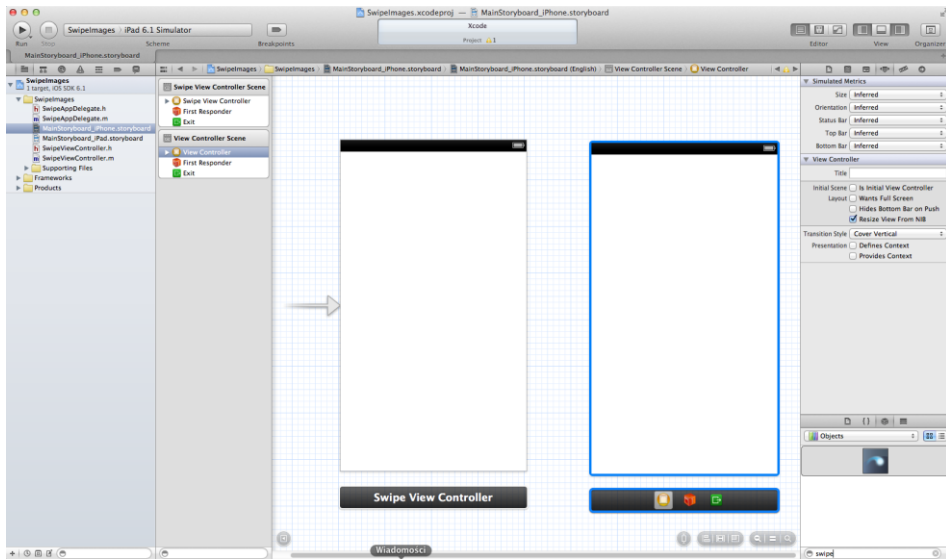 SwipeImages.xcodeproj — MainStoryboard_iPhone.storyboard
SwipeImages › iPad 6.1 Simulator
Xcode
Project 1
Run Stop Scheme Breakpoints Editor View Organizer
MainStoryboard_iPhone.storyboard
SwipeImages › SwipeImages › MainStoryboard_iPhone.storyboard › MainStoryboard_iPhone.storyboard (English) › View Controller Scene › View Controller
SwipeImages
1 target, iOS SDK 6.1
SwipeImages
SwipeAppDelegate.h
SwipeAppDelegate.m
MainStoryboard_iPhone.storyboard
MainStoryboard_iPad.storyboard
SwipeViewController.h
SwipeViewController.m
Supporting Files
Frameworks
Products
Swipe View Controller Scene
Swipe View Controller
First Responder
Exit
View Controller Scene
View Controller
First Responder
Exit
Swipe View Controller
Wiadomości
Simulated Metrics
Size Inferred
Orientation Inferred
Status Bar Inferred
Top Bar Inferred
Bottom Bar Inferred
View Controller
Title
Initial Scene Is Initial View Controller
Layout Wants Full Screen
Hides Bottom Bar on Push
Resize View From NIB
Transition Style Cover Vertical
Presentation Defines Context
Provides Context
Objects
swipe